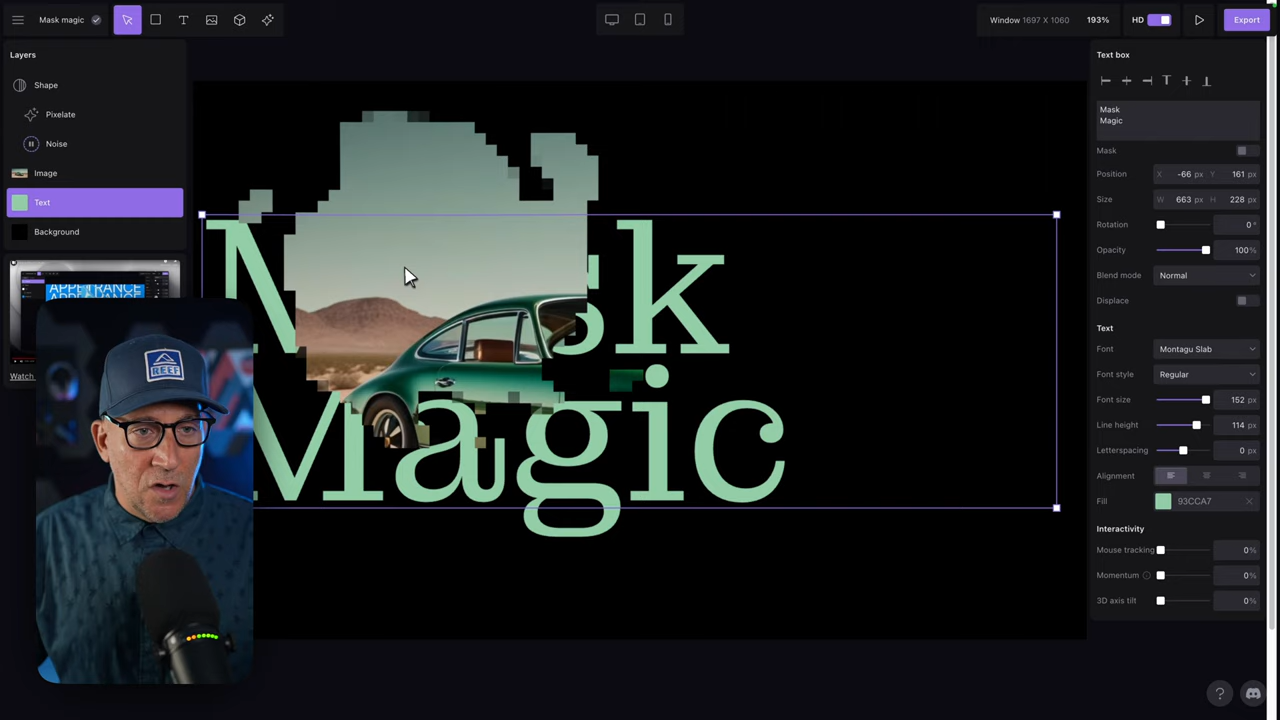 Mask magic
Window 1697 X 1060
193%
HD
Export
Layers
Shape
Pixelate
Noise
Image
Text
Background
Watch
REEF
Mask
Magic
Text box
Mask
Magic
Mask
Position X -66 px Y 161 px
Size W 663 px H 228 px
Rotation 0°
Opacity 100%
Blend mode Normal
Displace
Text
Font Montagu Slab
Font style Regular
Font size 152 px
Line height 114 px
Letterspacing 0 px
Alignment
Fill 93CCA7
Interactivity
Mouse tracking 0%
Momentum 0%
3D axis tilt 0%